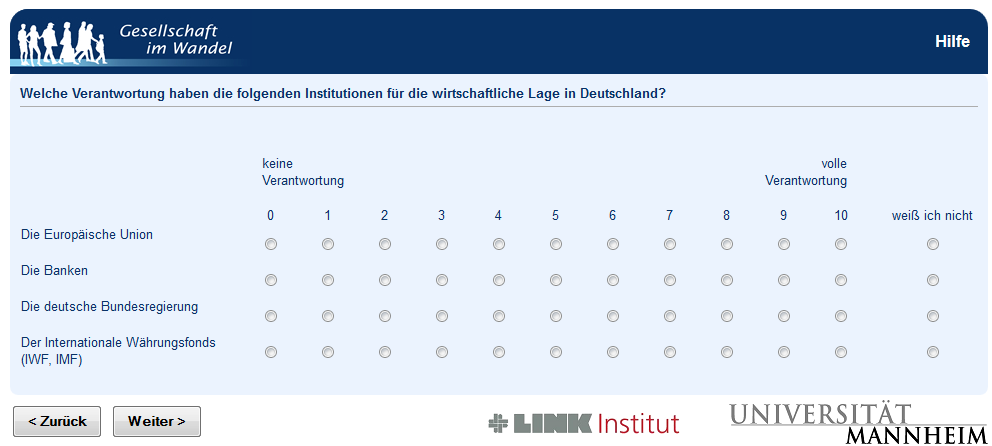 Gesellschaft
im Wandel
Hilfe
Welche Verantwortung haben die folgenden Institutionen für die wirtschaftliche Lage in Deutschland?
keine
Verantwortung
volle
Verantwortung
0 1 2 3 4 5 6 7 8 9 10 weiß ich nicht
Die Europäische Union
Die Banken
Die deutsche Bundesregierung
Der Internationale Währungsfonds
(IWF, IMF)
< Zurück Weiter >
LINK Institut
UNIVERSITÄT
MANNHEIM